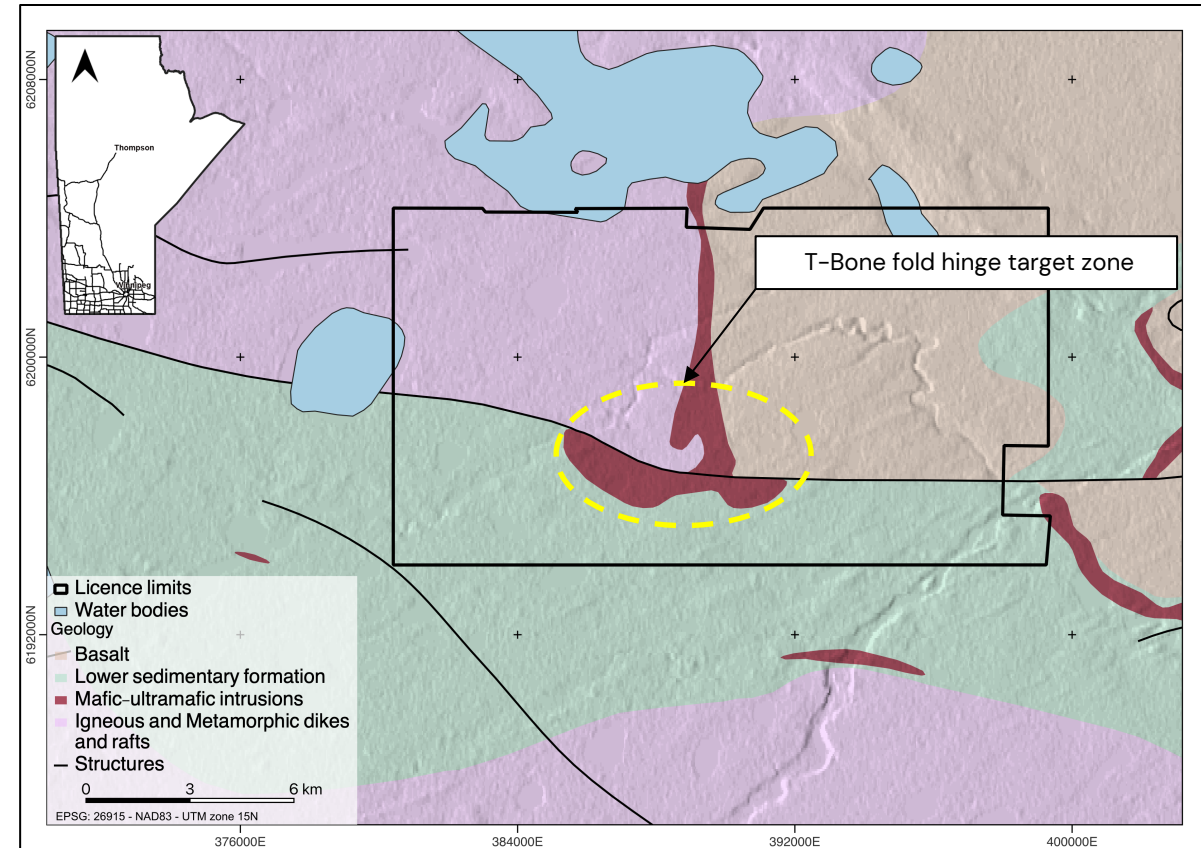 Thompson
Winnipeg
T-Bone fold hinge target zone
6208000N
6200000N
6192000N
Licence limits
Water bodies
Geology
Basalt
Lower sedimentary formation
Mafic-ultramafic intrusions
Igneous and Metamorphic dikes
and rafts
Structures
0 3 6 km
EPSG: 26915 - NAD83 - UTM zone 15N
376000E 384000E 392000E 400000E